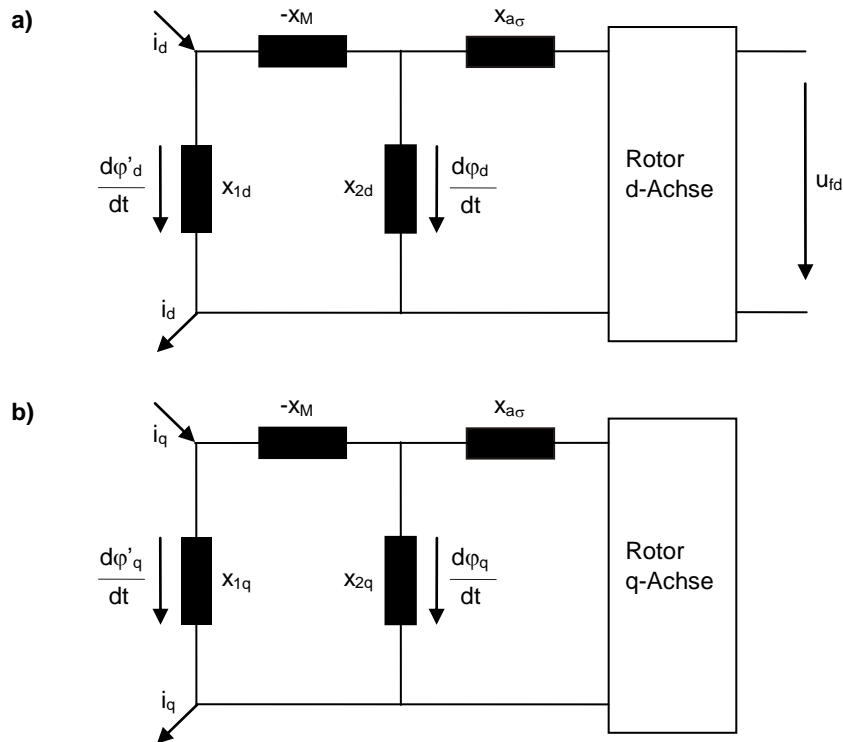 a)
i_d
-x_M
x_aσ
dφ'_d
dt
x_1d
x_2d
dφ_d
dt
Rotor
d-Achse
u_fd
i_d
b)
i_q
-x_M
x_aσ
dφ'_q
dt
x_1q
x_2q
dφ_q
dt
Rotor
q-Achse
i_q